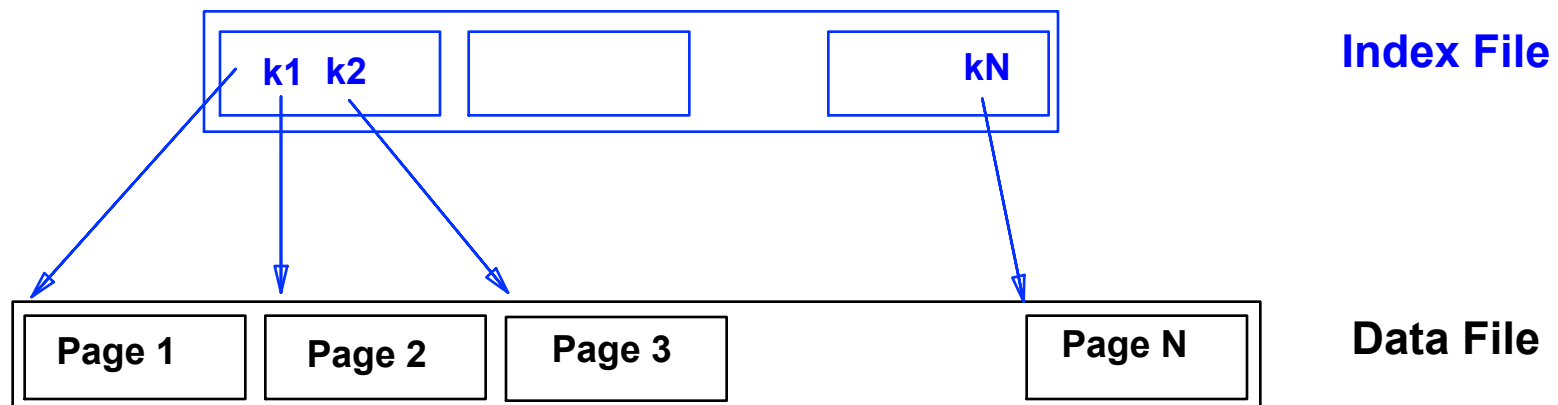 k1 k2 kN Index File
Page 1 Page 2 Page 3 Page N Data File